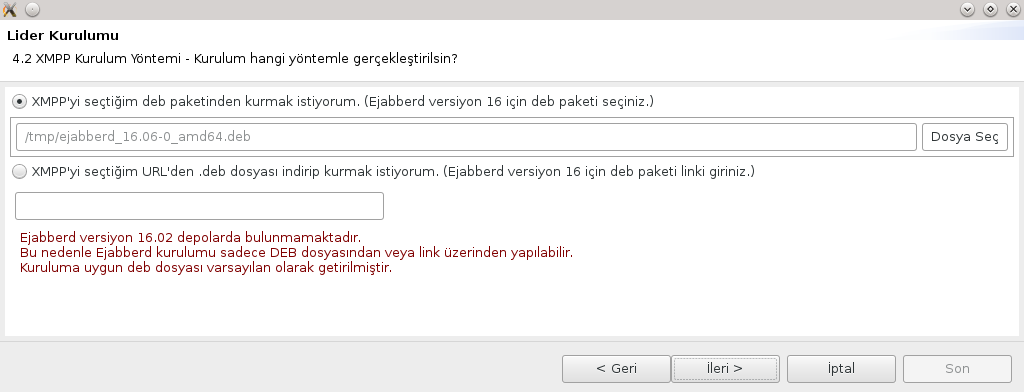 Lider Kurulumu
4.2 XMPP Kurulum Yöntemi - Kurulum hangi yöntemle gerçekleştirilsin?
XMPP'yi seçtiğim deb paketinden kurmak istiyorum. (Ejabberd versiyon 16 için deb paketi seçiniz.)
/tmp/ejabberd_16.06-0_amd64.deb Dosya Seç
XMPP'yi seçtiğim URL'den .deb dosyası indirip kurmak istiyorum. (Ejabberd versiyon 16 için deb paketi linki giriniz.)
Ejabberd versiyon 16.02 depolarda bulunmamaktadır.
Bu nedenle Ejabberd kurulumu sadece DEB dosyasından veya link üzerinden yapılabilir.
Kuruluma uygun deb dosyası varsayılan olarak getirilmiştir.
< Geri İleri > İptal Son